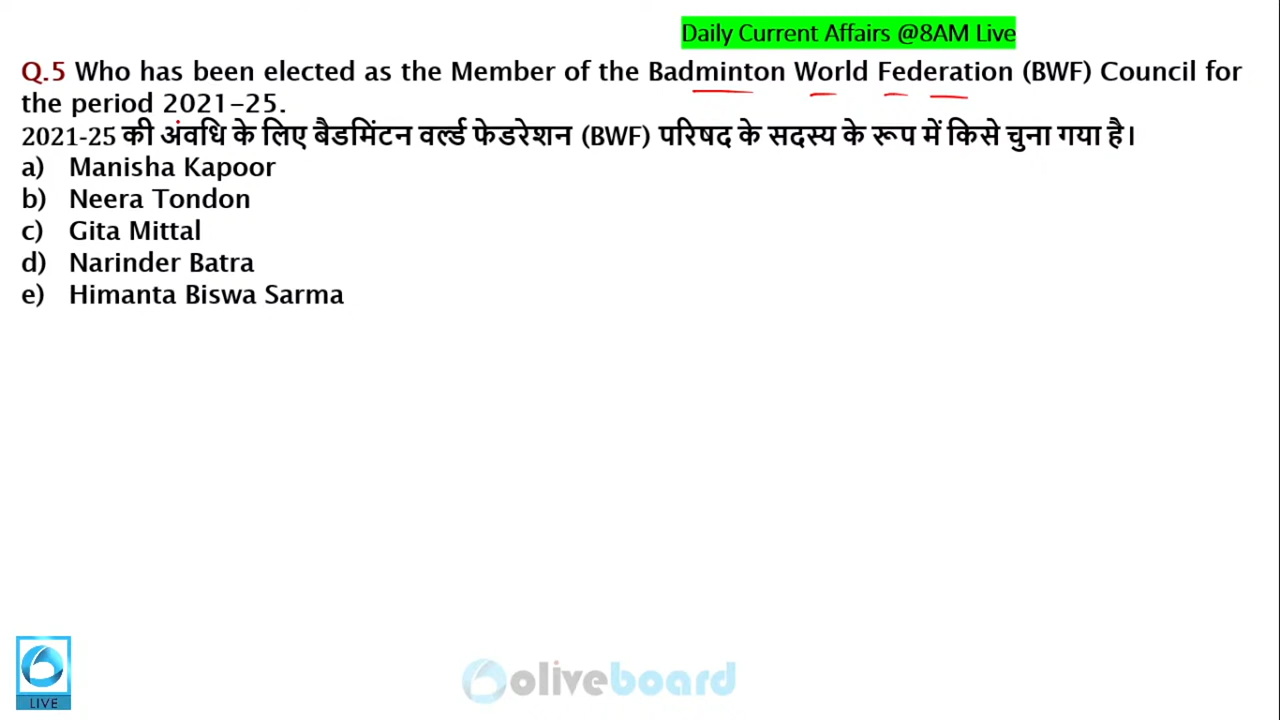 Daily Current Affairs @8AM Live
Q.5 Who has been elected as the Member of the Badminton World Federation (BWF) Council for
the period 2021-25.
2021-25 की अवधि के लिए बैडमिंटन वर्ल्ड फेडरेशन (BWF) परिषद के सदस्य के रूप में किसे चुना गया है।
a) Manisha Kapoor
b) Neera Tondon
c) Gita Mittal
d) Narinder Batra
e) Himanta Biswa Sarma
LIVE
oliveboard